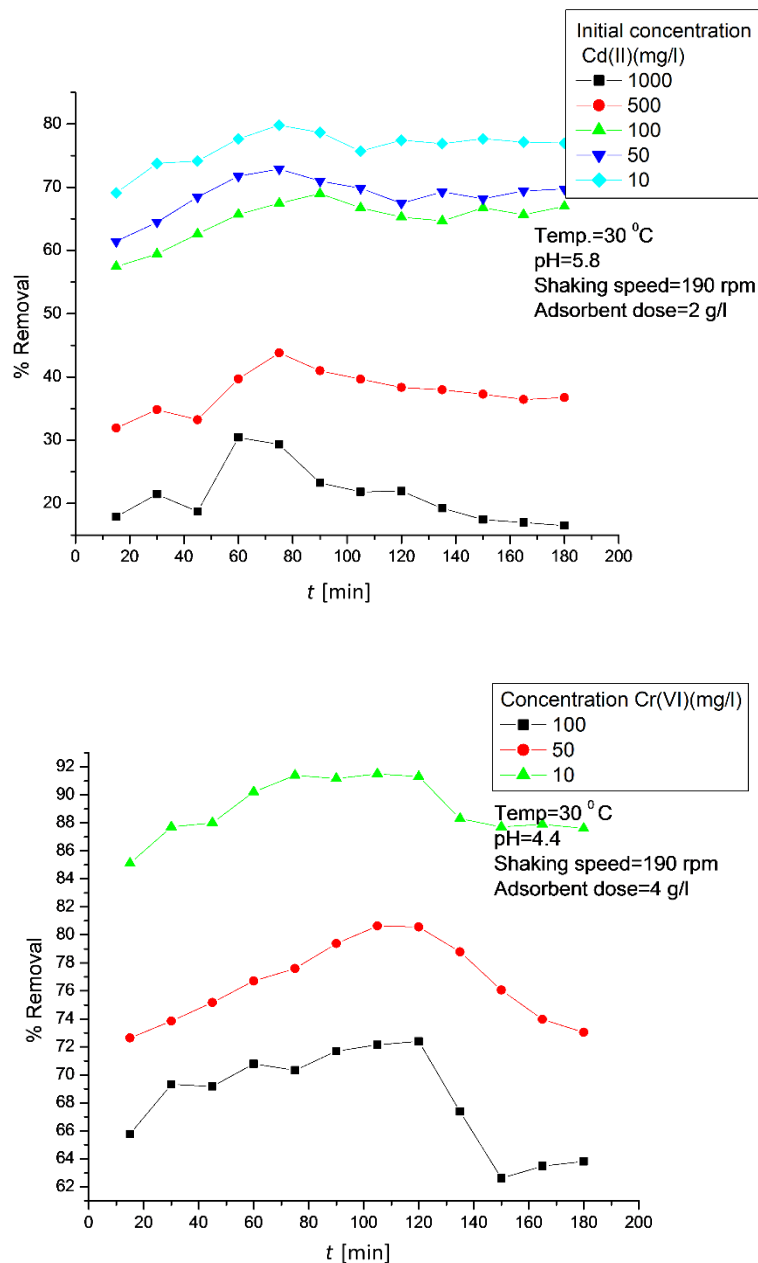 Initial concentration
Cd(II)(mg/l)
1000
500
100
50
10
80
70
60
50
40
30
20
% Removal
Temp.=30 ⁰C
pH=5.8
Shaking speed=190 rpm
Adsorbent dose=2 g/l
0 20 40 60 80 100 120 140 160 180 200
t [min]
Concentration Cr(VI)(mg/l)
100
50
10
92
90
88
86
84
82
80
78
76
74
72
70
68
66
64
62
% Removal
Temp=30 ⁰C
pH=4.4
Shaking speed=190 rpm
Adsorbent dose=4 g/l
0 20 40 60 80 100 120 140 160 180 200
t [min]